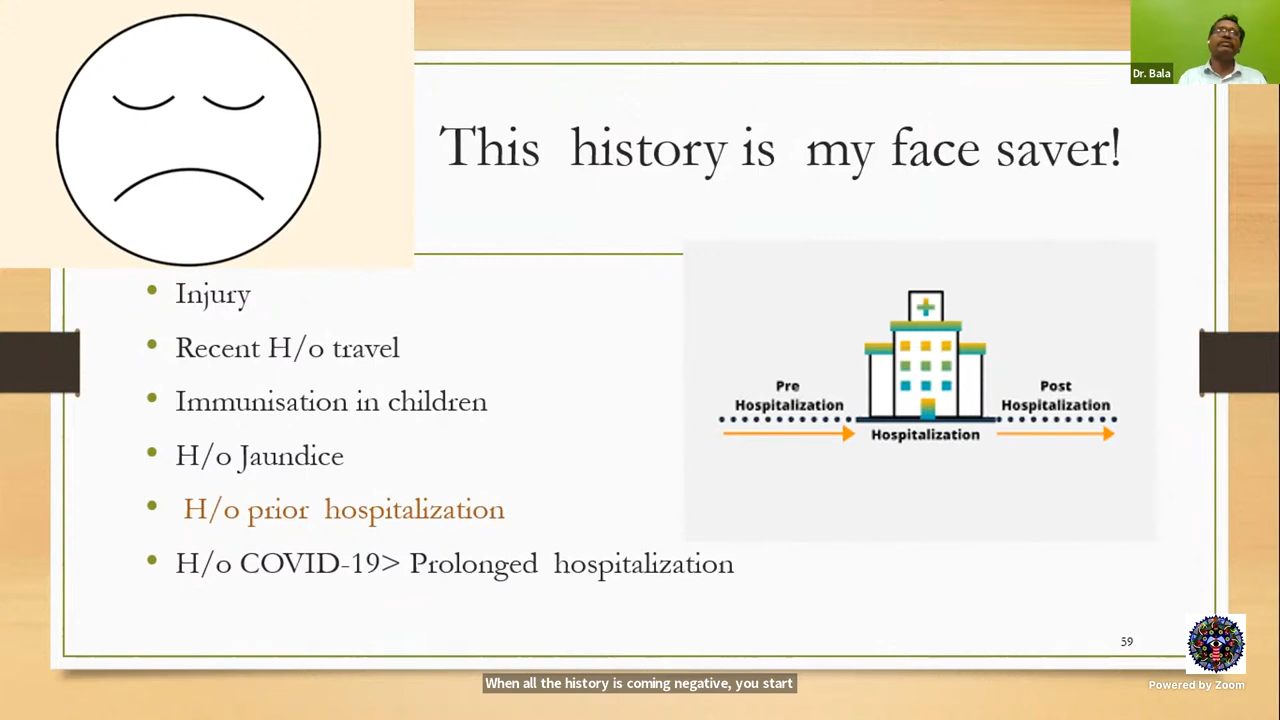 Dr. Bala
This history is my face saver!
Injury
Recent H/o travel
Immunisation in children
H/o Jaundice
H/o prior hospitalization
H/o COVID-19> Prolonged hospitalization
Pre
Hospitalization
Hospitalization
Post
Hospitalization
59
When all the history is coming negative, you start
Powered by Zoom